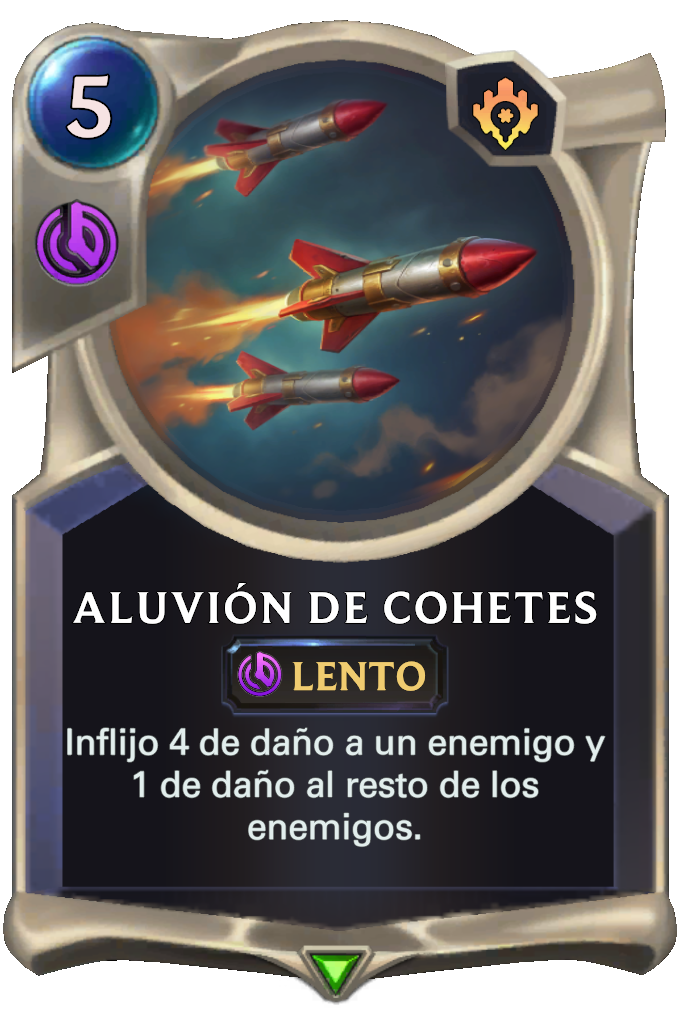 5
ALUVIÓN DE COHETES
LENTO
Inflijo 4 de daño a un enemigo y
1 de daño al resto de los
enemigos.